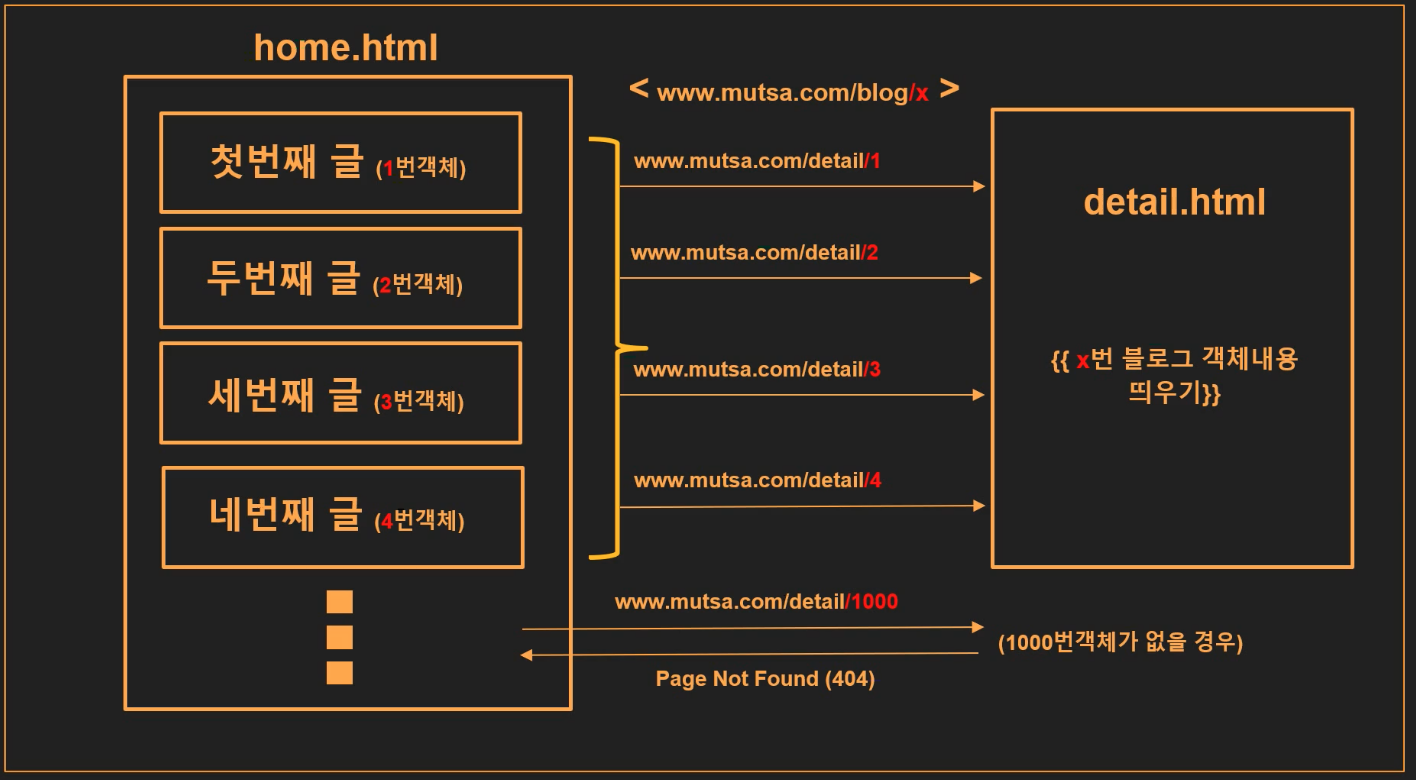 home.html
< www.mutsa.com/blog/x >
첫번째 글 (1번객체)
www.mutsa.com/detail/1
두번째 글 (2번객체)
www.mutsa.com/detail/2
세번째 글 (3번객체)
www.mutsa.com/detail/3
네번째 글 (4번객체)
www.mutsa.com/detail/4
detail.html
{{ x번 블로그 객체내용
띄우기}}
www.mutsa.com/detail/1000
(1000번객체가 없을 경우)
Page Not Found (404)